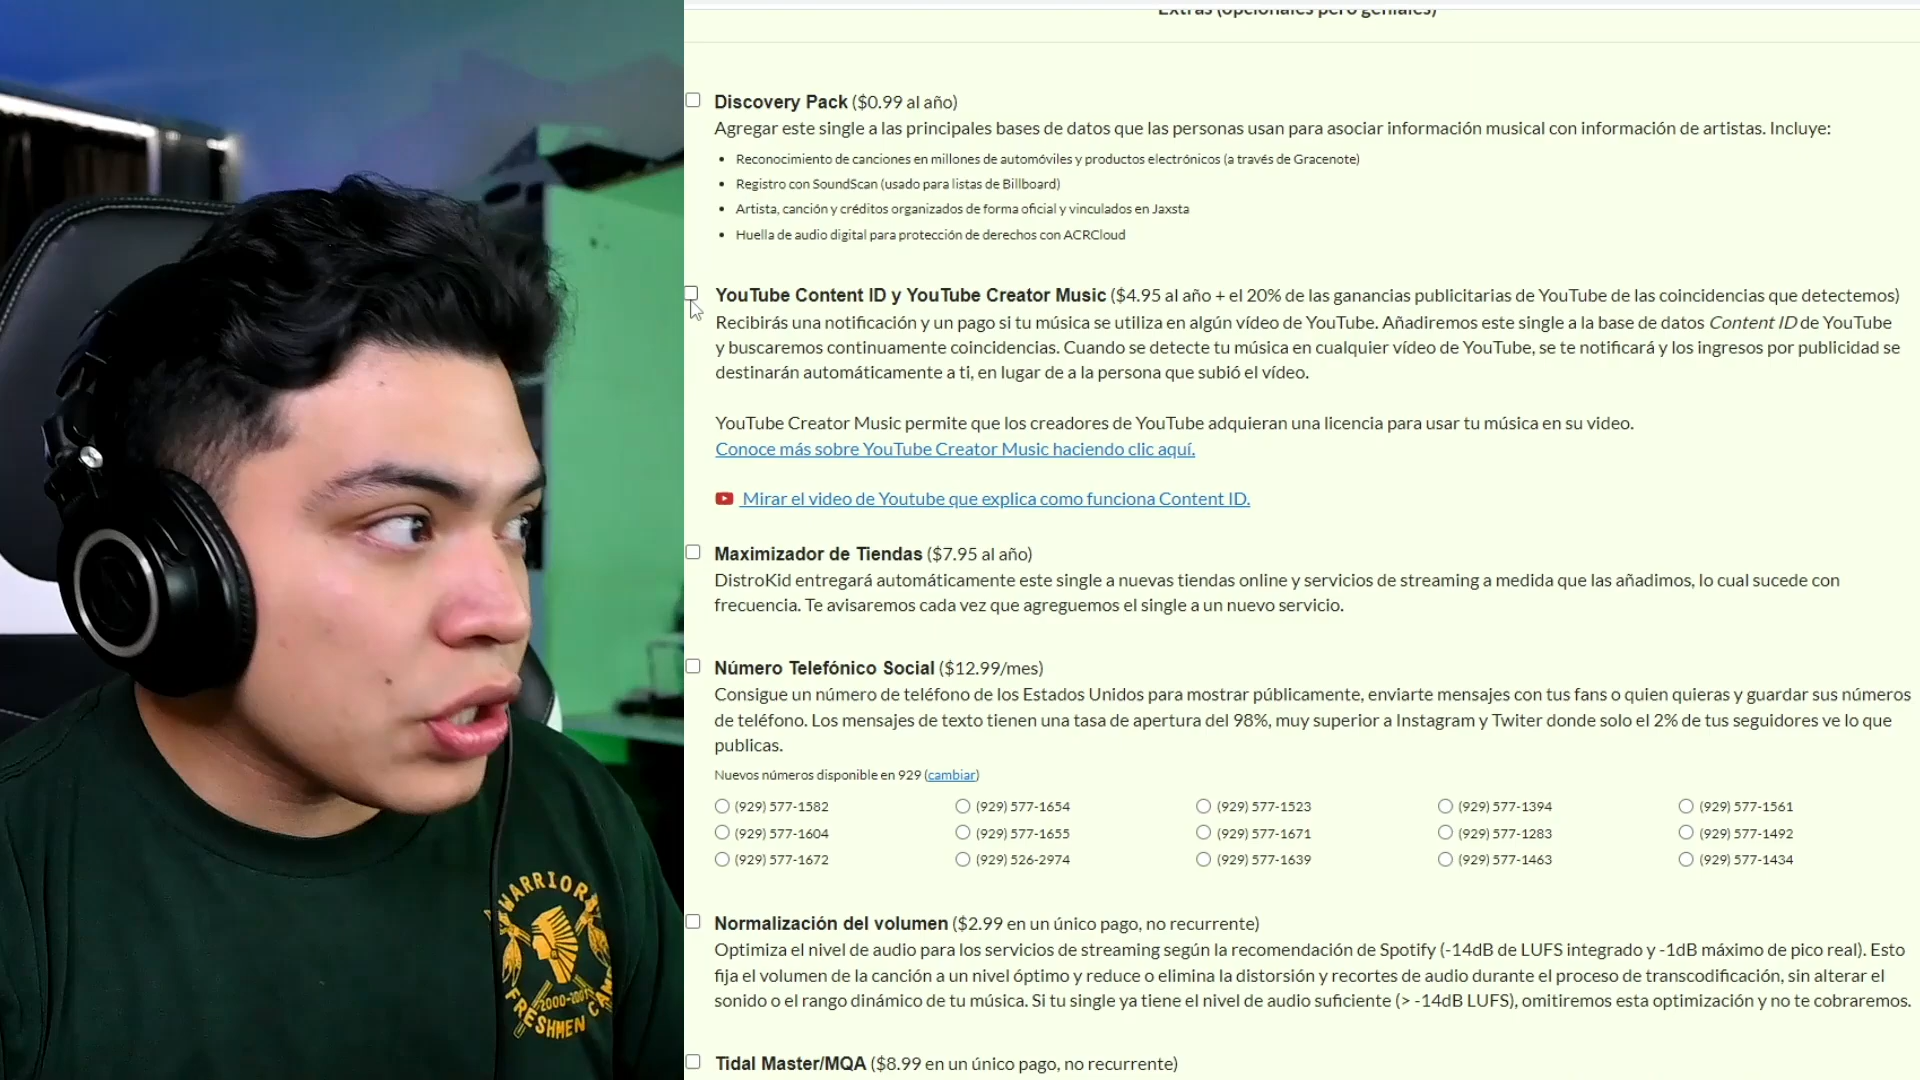 Extras (opcionales pero geniales)
Discovery Pack ($0.99 al año)
Agregar este single a las principales bases de datos que las personas usan para asociar información musical con información de artistas. Incluye:
• Reconocimiento de canciones en millones de automóviles y productos electrónicos (a través de Gracenote)
• Registro con SoundScan (usado para listas de Billboard)
• Artista, canción y créditos organizados de forma oficial y vinculados en Jaxsta
• Huella de audio digital para protección de derechos con ACRCloud
YouTube Content ID y YouTube Creator Music ($4.95 al año + el 20% de las ganancias publicitarias de YouTube de las coincidencias que detectemos)
Recibirás una notificación y un pago si tu música se utiliza en algún vídeo de YouTube. Añadiremos este single a la base de datos Content ID de YouTube
y buscaremos continuamente coincidencias. Cuando se detecte tu música en cualquier vídeo de YouTube, se te notificará y los ingresos por publicidad se
destinarán automáticamente a ti, en lugar de a la persona que subió el vídeo.
YouTube Creator Music permite que los creadores de YouTube adquieran una licencia para usar tu música en su video.
Conoce más sobre YouTube Creator Music haciendo clic aquí.
Mirar el video de Youtube que explica como funciona Content ID.
Maximizador de Tiendas ($7.95 al año)
DistroKid entregará automáticamente este single a nuevas tiendas online y servicios de streaming a medida que las añadimos, lo cual sucede con
frecuencia. Te avisaremos cada vez que agreguemos el single a un nuevo servicio.
Número Telefónico Social ($12.99/mes)
Consigue un número de teléfono de los Estados Unidos para mostrar públicamente, enviarte mensajes con tus fans o quien quieras y guardar sus números
de teléfono. Los mensajes de texto tienen una tasa de apertura del 98%, muy superior a Instagram y Twiter donde solo el 2% de tus seguidores ve lo que
publicas.
Nuevos números disponible en 929 (cambiar)
(929) 577-1582 (929) 577-1654 (929) 577-1523 (929) 577-1394 (929) 577-1561
(929) 577-1604 (929) 577-1655 (929) 577-1671 (929) 577-1283 (929) 577-1492
(929) 577-1672 (929) 526-2974 (929) 577-1639 (929) 577-1463 (929) 577-1434
Normalización del volumen ($2.99 en un único pago, no recurrente)
Optimiza el nivel de audio para los servicios de streaming según la recomendación de Spotify (-14dB de LUFS integrado y -1dB máximo de pico real). Esto
fija el volumen de la canción a un nivel óptimo y reduce o elimina la distorsión y recortes de audio durante el proceso de transcodificación, sin alterar el
sonido o el rango dinámico de tu música. Si tu single ya tiene el nivel de audio suficiente (> -14dB LUFS), omitiremos esta optimización y no te cobraremos.
Tidal Master/MQA ($8.99 en un único pago, no recurrente)
WARRIOR
2000-200
FRESHMEN CAM